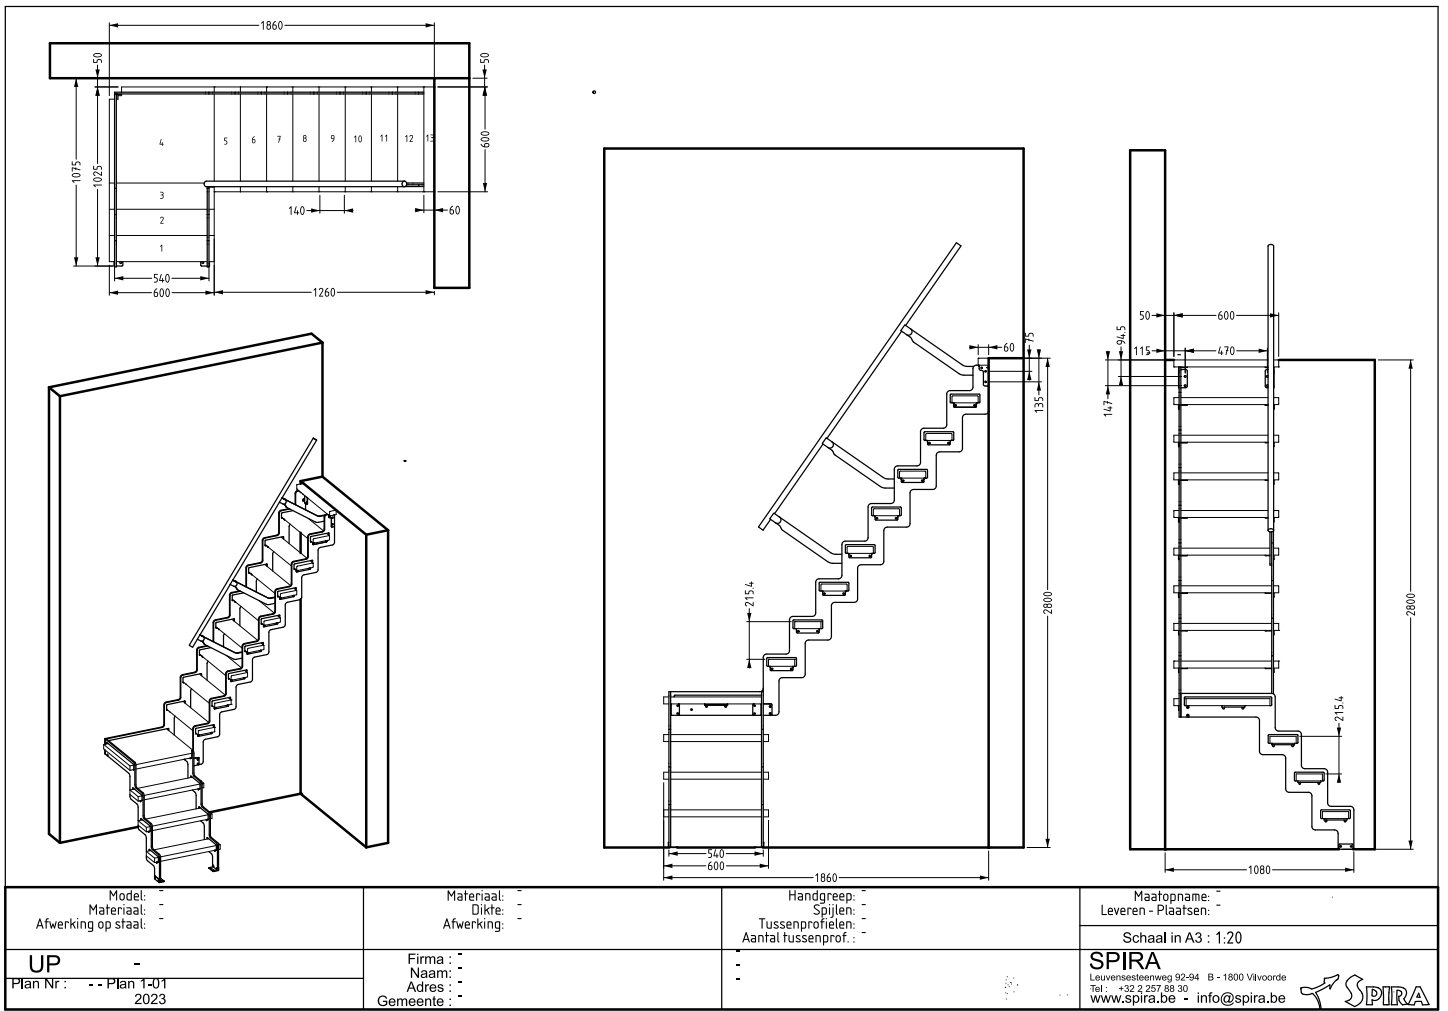 1860
50
50
1075
1025
600
4
5
6
7
8
9
10
11
12
13
3
2
1
140
60
540
600
1260
60
75
135
215.4
2800
540
600
1860
50
600
94.5
115
470
147
2800
215.4
1080
Model: -
Materiaal: -
Afwerking op staal: -
Materiaal: -
Dikte: -
Afwerking: -
Handgreep: -
Spijlen: -
Tussenprofielen: -
Aantal tussenprof. : -
Maatopname: -
Leveren - Plaatsen: -
Schaal in A3 : 1:20
UP -
Plan Nr : - - Plan 1-01
2023
Firma : -
Naam: -
Adres : -
Gemeente : -
-
-
-
SPIRA
Leuvensesteenweg 92-94 B - 1800 Vilvoorde
Tel : +32 2 257 88 30
www.spira.be - info@spira.be
SPIRA